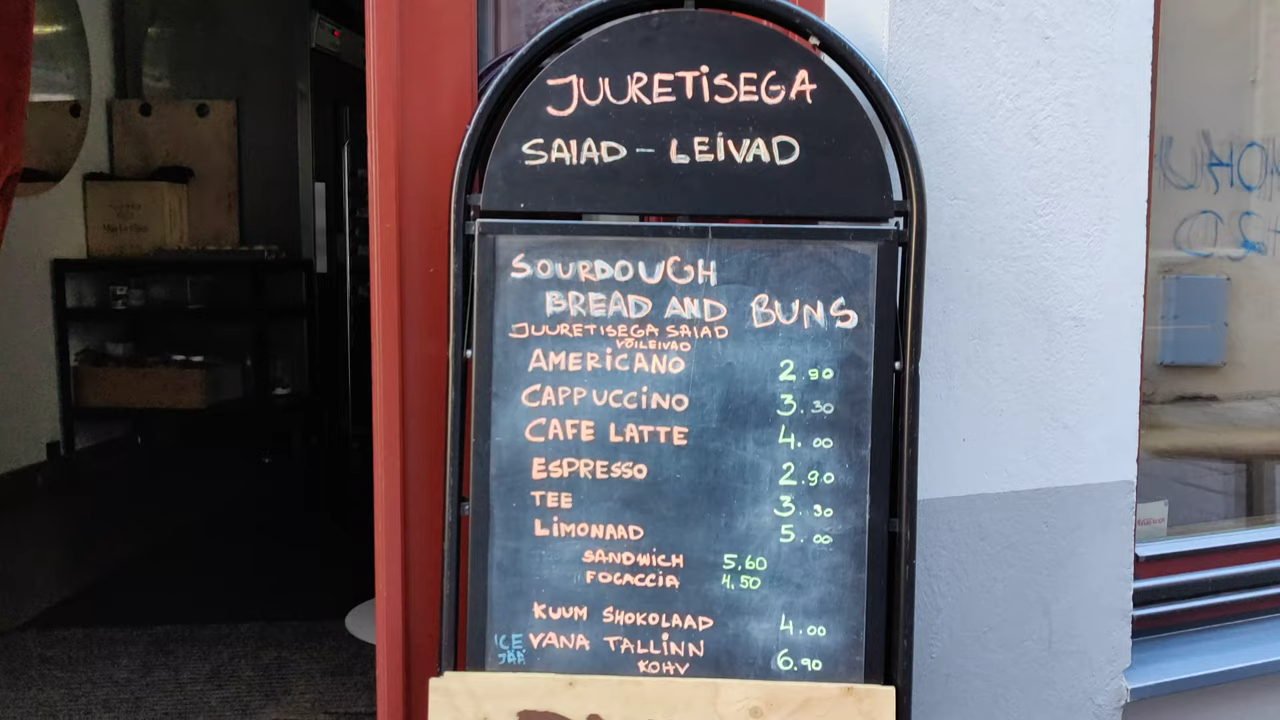 JUURETISEGA
SAIAD - LEIVAD
SOURDOUGH
BREAD AND BUNS
JUURETISEGA SAIAD
VÕILEIVAD
AMERICANO 2.90
CAPPUCCINO 3.30
CAFE LATTE 4.00
ESPRESSO 2.90
TEE 3.30
LIMONAAD 5.00
SANDWICH 5.60
FOCACCIA 4.50
KUUM SHOKOLAAD 4.00
ICE VANA TALLINN
JÄÄ KOHV 6.90